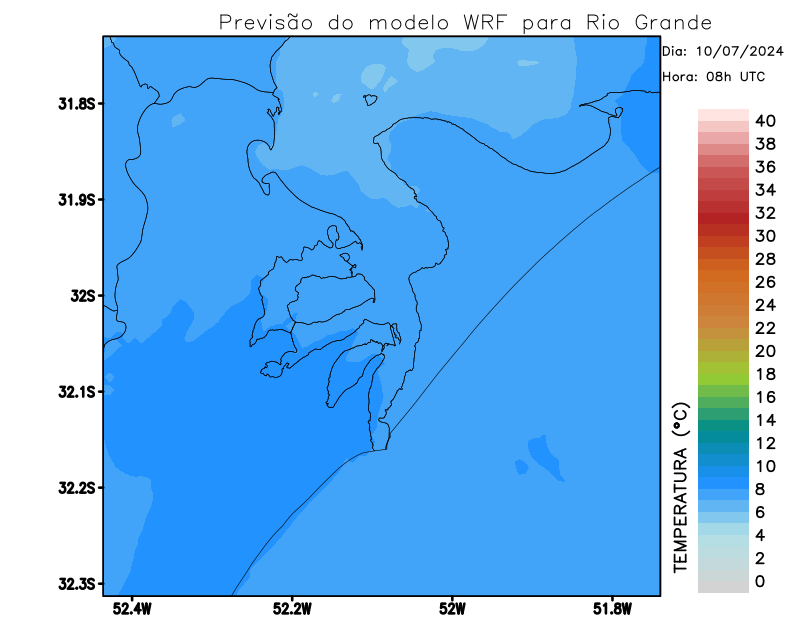 Previsão do modelo WRF para Rio Grande
Dia: 10/07/2024
Hora: 08h UTC
31.8S
31.9S
32S
32.1S
32.2S
32.3S
52.4W
52.2W
52W
51.8W
TEMPERATURA (°C)
40
38
36
34
32
30
28
26
24
22
20
18
16
14
12
10
8
6
4
2
0